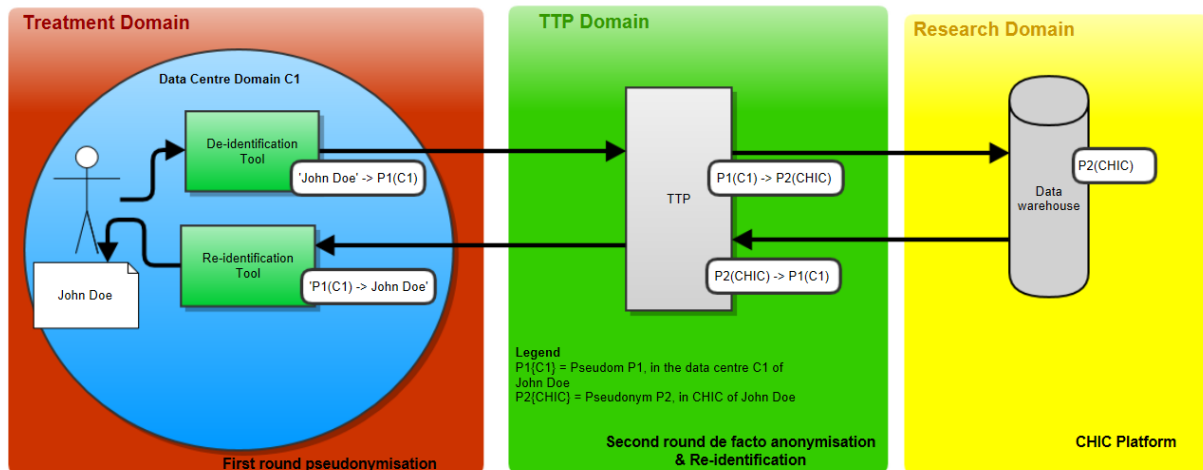 Treatment Domain
Data Centre Domain C1
De-identification
Tool
'John Doe' -> P1(C1)
Re-identification
Tool
'P1(C1) -> John Doe'
John Doe
First round pseudonymisation
TTP Domain
TTP
P1(C1) -> P2(CHIC)
P2(CHIC) -> P1(C1)
Legend
P1{C1} = Pseudom P1, in the data centre C1 of
John Doe
P2{CHIC} = Pseudonym P2, in CHIC of John Doe
Second round de facto anonymisation
& Re-identification
Research Domain
P2(CHIC)
Data
warehouse
CHIC Platform